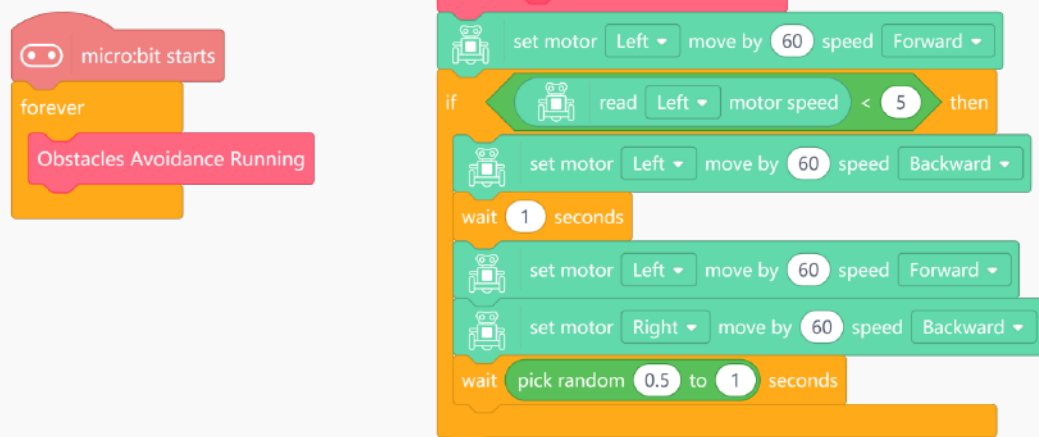 micro:bit starts
forever
Obstacles Avoidance Running
set motor Left move by 60 speed Forward
if read Left motor speed < 5 then
set motor Left move by 60 speed Backward
wait 1 seconds
set motor Left move by 60 speed Forward
set motor Right move by 60 speed Backward
wait pick random 0.5 to 1 seconds